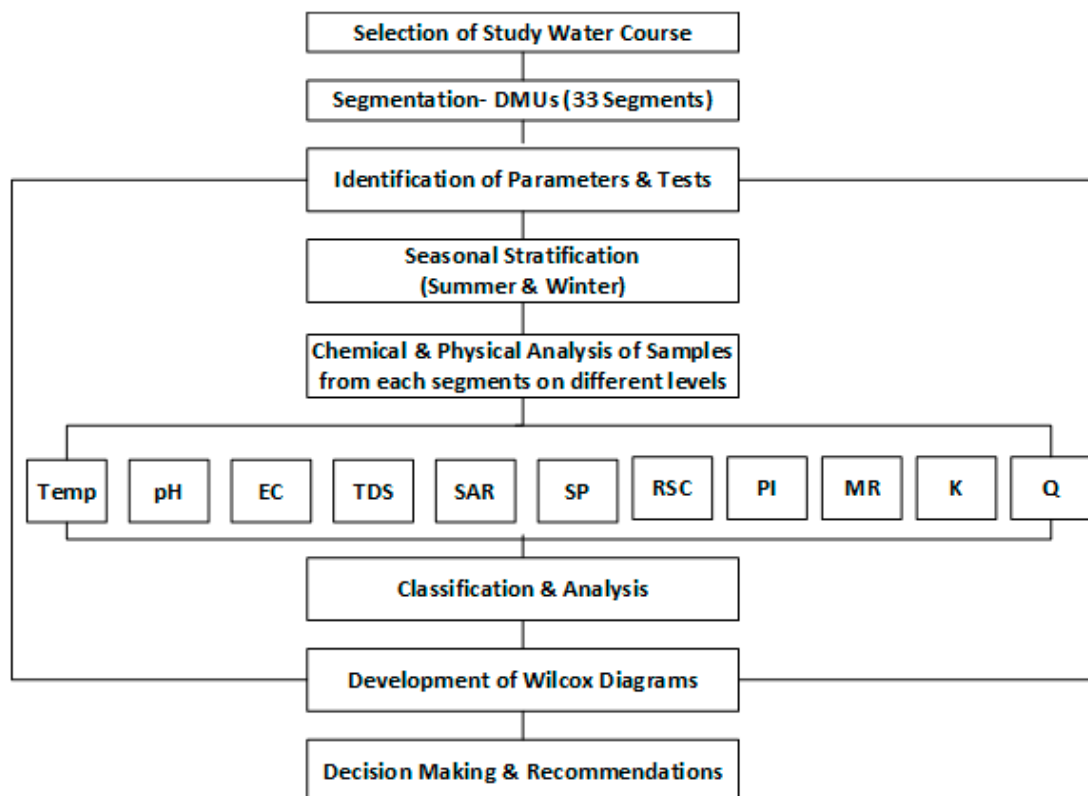 Selection of Study Water Course
Segmentation- DMUs (33 Segments)
Identification of Parameters & Tests
Seasonal Stratification
(Summer & Winter)
Chemical & Physical Analysis of Samples
from each segments on different levels
Temp
pH
EC
TDS
SAR
SP
RSC
PI
MR
K
Q
Classification & Analysis
Development of Wilcox Diagrams
Decision Making & Recommendations